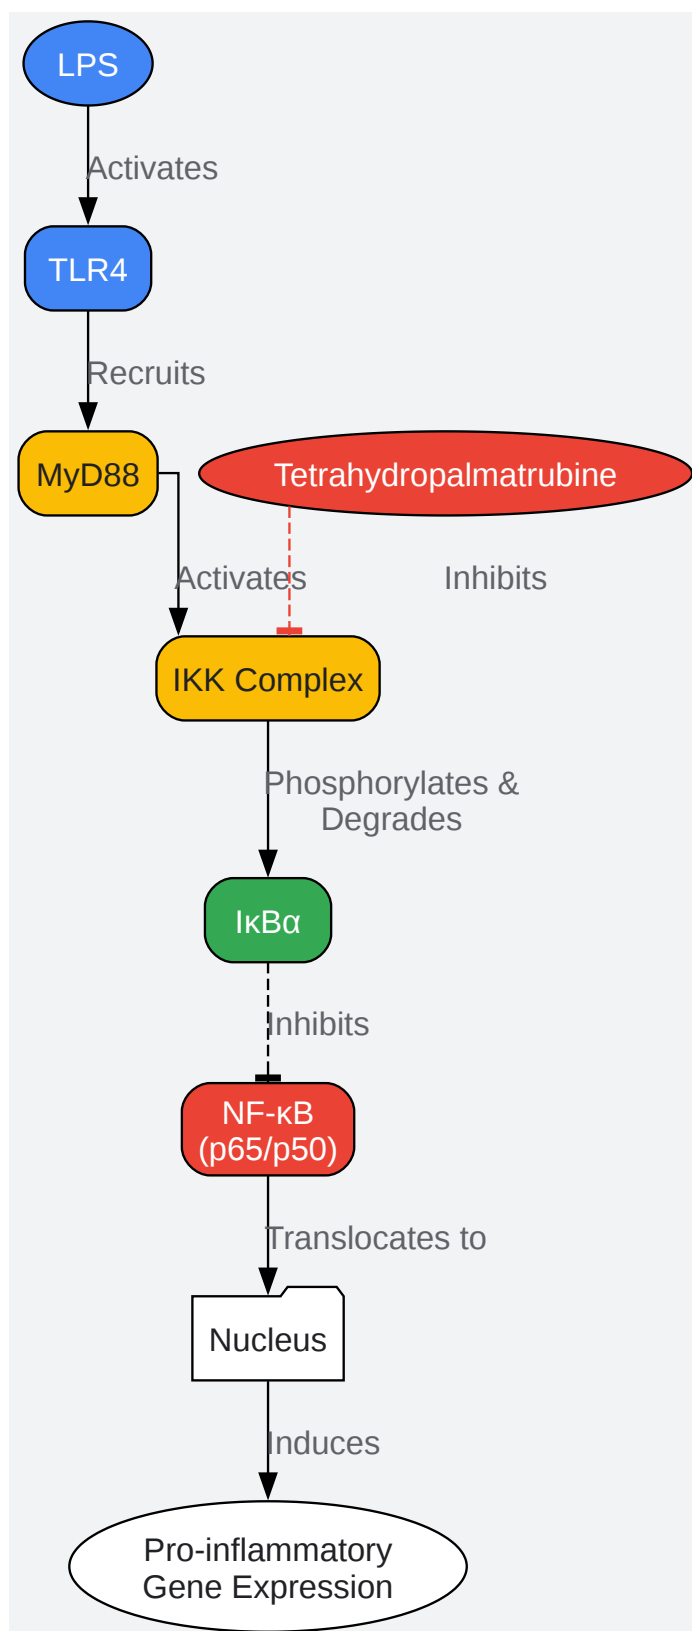 LPS
Activates
TLR4
Recruits
MyD88
Tetrahydropalmatrubine
Activates
Inhibits
IKK Complex
Phosphorylates &
Degrades
IκBα
Inhibits
NF-κB
(p65/p50)
Translocates to
Nucleus
Induces
Pro-inflammatory
Gene Expression